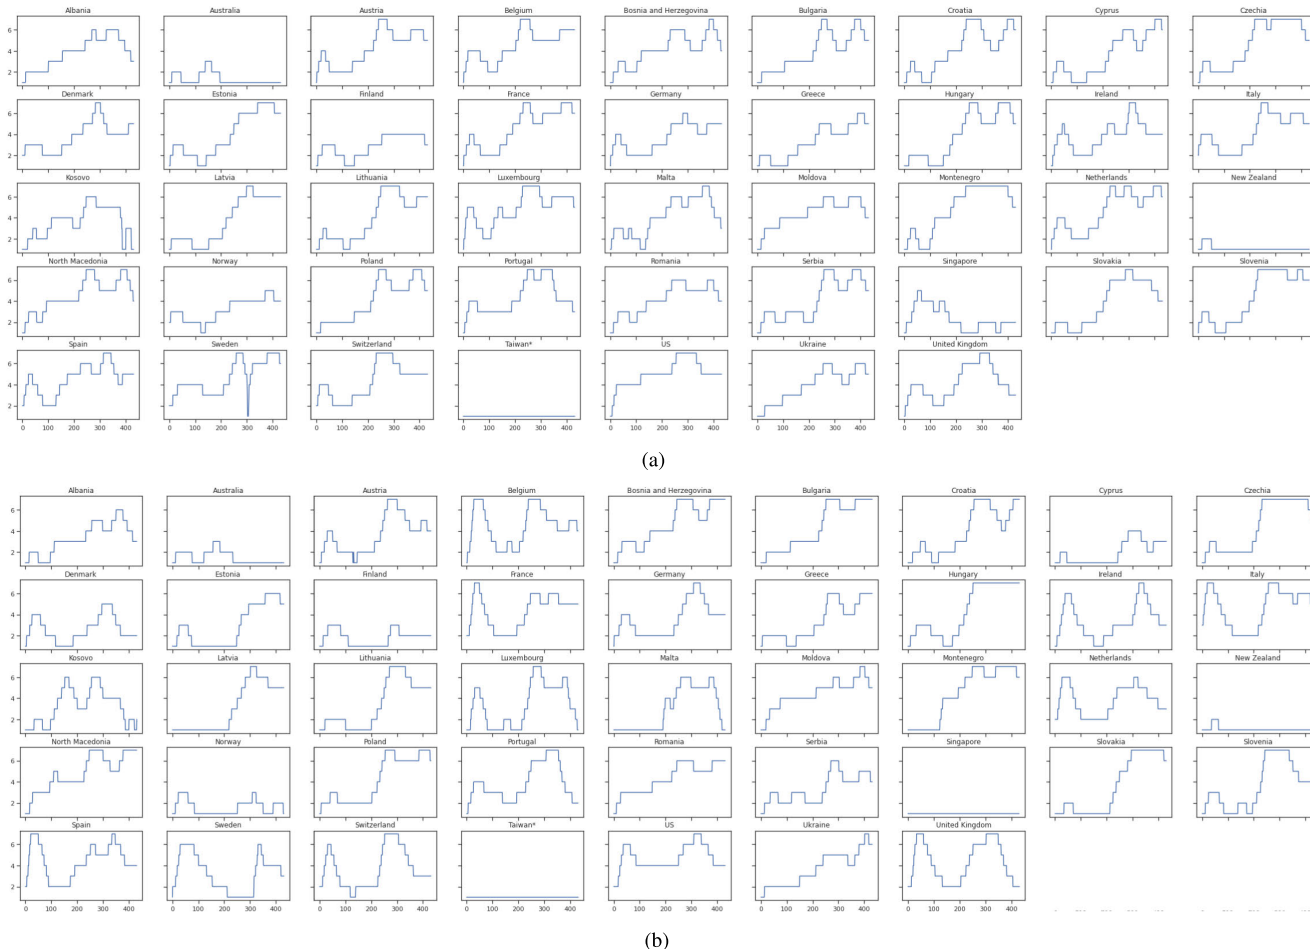 Albania Australia Austria Belgium Bosnia and Herzegovina Bulgaria Croatia Cyprus Czechia
6
4
2
Denmark Estonia Finland France Germany Greece Hungary Ireland Italy
6
4
2
Kosovo Latvia Lithuania Luxembourg Malta Moldova Montenegro Netherlands New Zealand
6
4
2
North Macedonia Norway Poland Portugal Romania Serbia Singapore Slovakia Slovenia
6
4
2
Spain Sweden Switzerland Taiwan* US Ukraine United Kingdom
6
4
2
0 100 200 300 400 0 100 200 300 400 0 100 200 300 400 0 100 200 300 400 0 100 200 300 400 0 100 200 300 400 0 100 200 300 400
(a)
Albania Australia Austria Belgium Bosnia and Herzegovina Bulgaria Croatia Cyprus Czechia
6
4
2
Denmark Estonia Finland France Germany Greece Hungary Ireland Italy
6
4
2
Kosovo Latvia Lithuania Luxembourg Malta Moldova Montenegro Netherlands New Zealand
6
4
2
North Macedonia Norway Poland Portugal Romania Serbia Singapore Slovakia Slovenia
6
4
2
Spain Sweden Switzerland Taiwan* US Ukraine United Kingdom
6
4
2
0 100 200 300 400 0 100 200 300 400 0 100 200 300 400 0 100 200 300 400 0 100 200 300 400 0 100 200 300 400 0 100 200 300 400
(b)